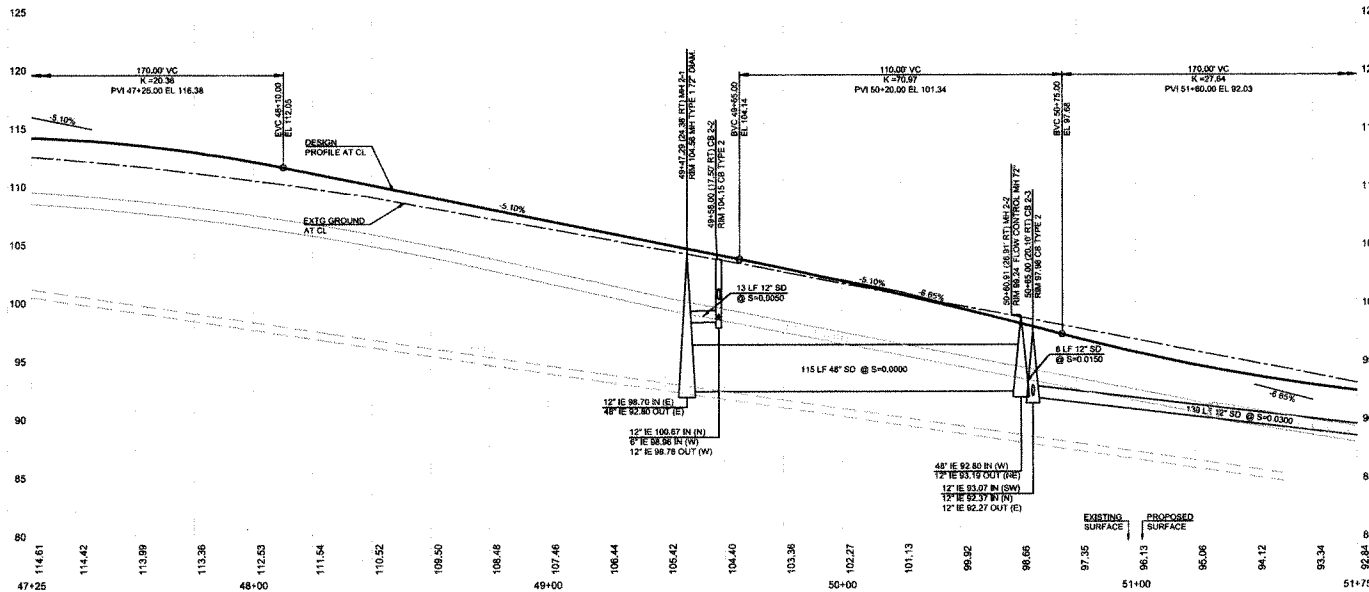 125
120
115
110
105
100
95
90
85
80
170.00' VC
K =20.36
PVI 47+25.00 EL 116.38
EVC 48+10.00
EL 112.05
110.00' VC
K =70.97
PVI 50+20.00 EL 101.34
BVC 49+65.00
EL 104.14
170.00' VC
K =27.64
PVI 51+60.00 EL 92.03
BVC 50+75.00
EL 97.68
-5.10%
DESIGN
PROFILE AT CL
EXTG GROUND
AT CL
-5.10%
49+47.29 (24.36' RT) MH 2-1
RIM 104.56 MH TYPE 1 72" DIAM.
49+58.00 (17.50' RT) CB 2-2
RIM 104.15 CB TYPE 2
13 LF 12" SD
@ S=0.0050
-5.10%
-6.65%
50+60.91 (26.91' RT) MH 2-2
RIM 99.24 FLOW CONTROL MH 72"
50+65.00 (20.10' RT) CB 2-3
RIM 97.98 CB TYPE 2
6 LF 12" SD
@ S=0.0150
115 LF 48" SD @ S=0.0000
-6.65%
139 LF 12" SD @ S=0.0300
12" IE 98.70 IN (E)
48" IE 92.80 OUT (E)
12" IE 100.67 IN (N)
6" IE 98.96 IN (W)
12" IE 98.76 OUT (W)
48" IE 92.80 IN (W)
12" IE 93.19 OUT (NE)
12" IE 93.07 IN (SW)
12" IE 92.37 IN (N)
12" IE 92.27 OUT (E)
EXISTING
SURFACE
PROPOSED
SURFACE
114.61 114.42 113.99 113.36 112.53 111.54 110.52 109.50 108.48 107.46 106.44 105.42 104.40 103.36 102.27 101.13 99.92 98.66 97.35 96.13 95.06 94.12 93.34 92.84
47+25 48+00 49+00 50+00 51+00 51+75